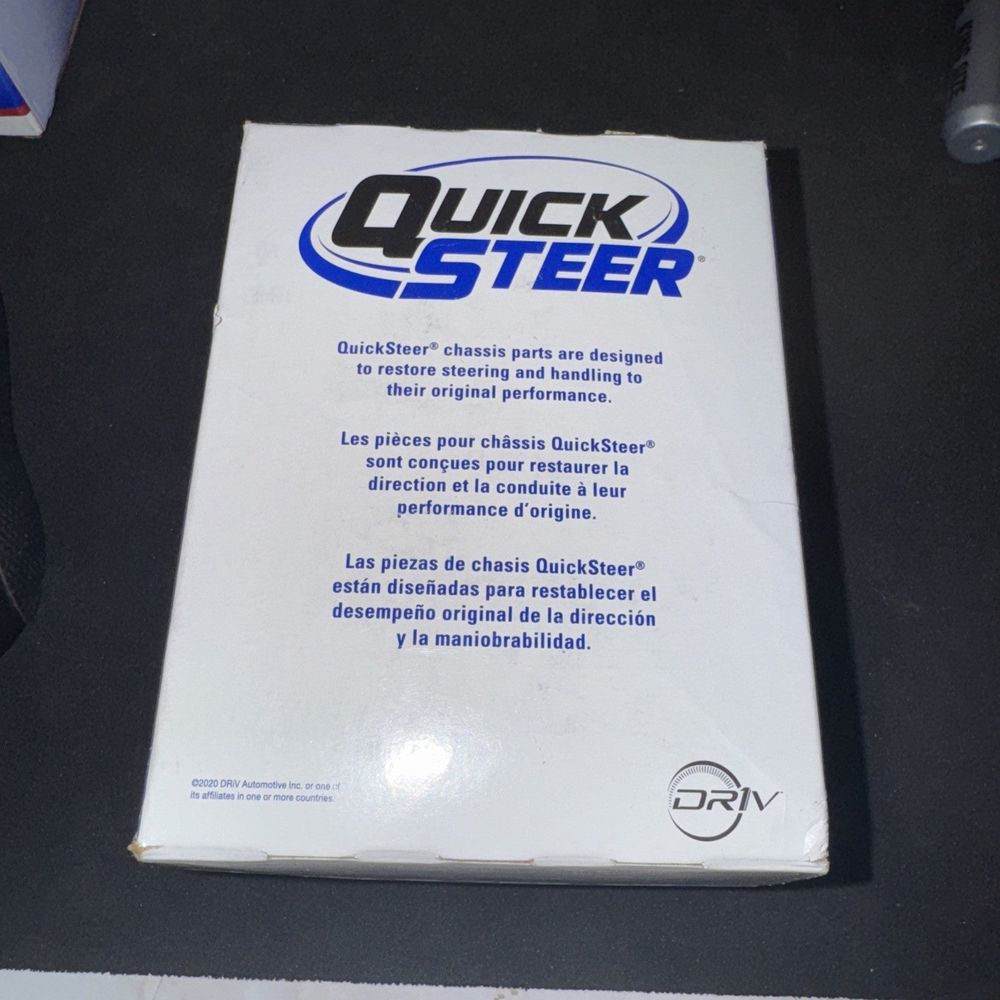 QUICK
STEER®
QuickSteer® chassis parts are designed
to restore steering and handling to
their original performance.
Les pièces pour châssis QuickSteer®
sont conçues pour restaurer la
direction et la conduite à leur
performance d'origine.
Las piezas de chasis QuickSteer®
están diseñadas para restablecer el
desempeño original de la dirección
y la maniobrabilidad.
©2020 DRiV Automotive Inc. or one of
its affiliates in one or more countries.
DR1V